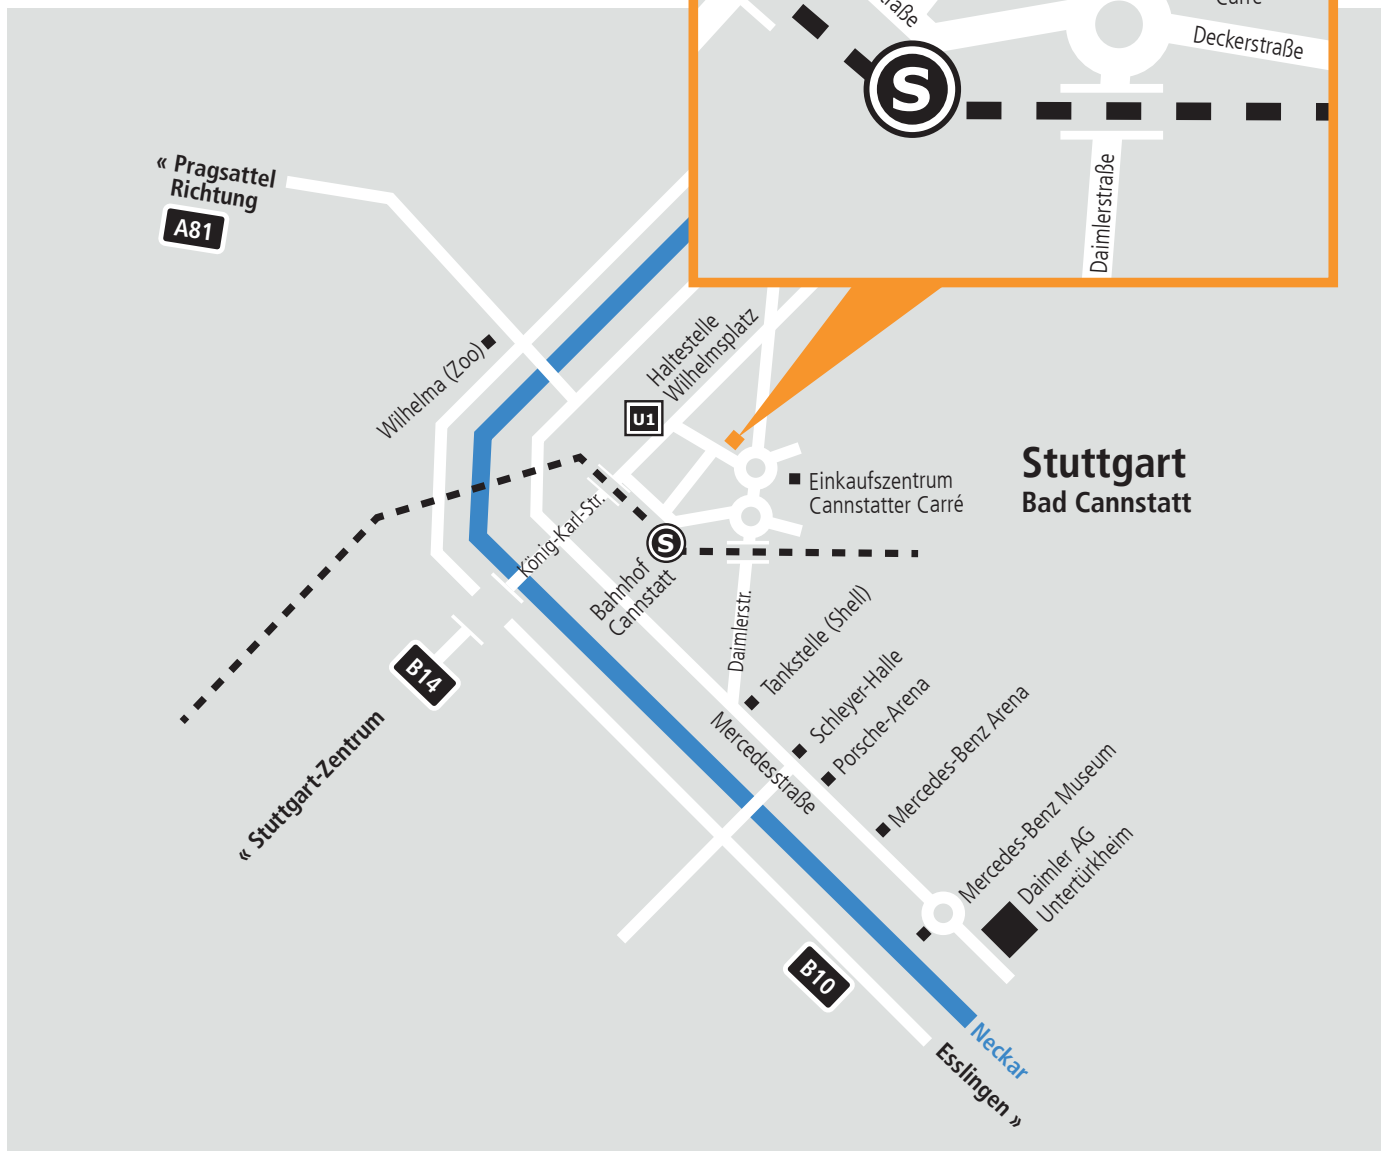 Deckerstraße
S
Daimlerstraße
« Pragsattel
Richtung
A81
Wilhelma (Zoo)
Haltestelle
Wilhelmsplatz
U1
Stuttgart
Bad Cannstatt
Einkaufszentrum
Cannstatter Carré
König-Karl-Str.
S
Bahnhof
Cannstatt
Daimlerstr.
Tankstelle (Shell)
B14
« Stuttgart-Zentrum
Schleyer-Halle
Porsche-Arena
Mercedesstraße
Mercedes-Benz Arena
Mercedes-Benz Museum
Daimler AG
Untertürkheim
B10
Neckar
Esslingen »